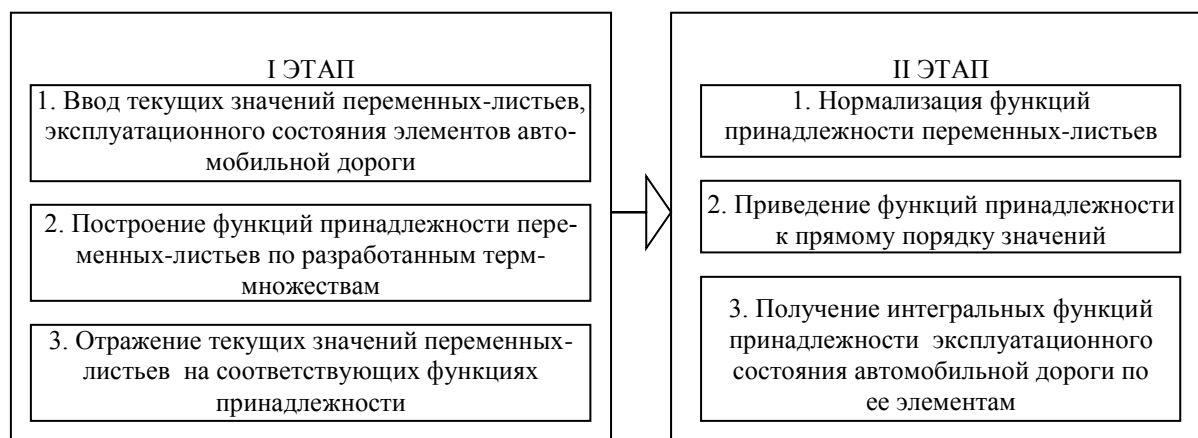 I ЭТАП
1. Ввод текущих значений переменных-листьев,
эксплуатационного состояния элементов авто-
мобильной дороги
2. Построение функций принадлежности пере-
менных-листьев по разработанным терм-
множествам
3. Отражение текущих значений переменных-
листьев на соответствующих функциях
принадлежности
II ЭТАП
1. Нормализация функций
принадлежности переменных-листьев
2. Приведение функций принадлежности
к прямому порядку значений
3. Получение интегральных функций
принадлежности эксплуатационного
состояния автомобильной дороги по
ее элементам